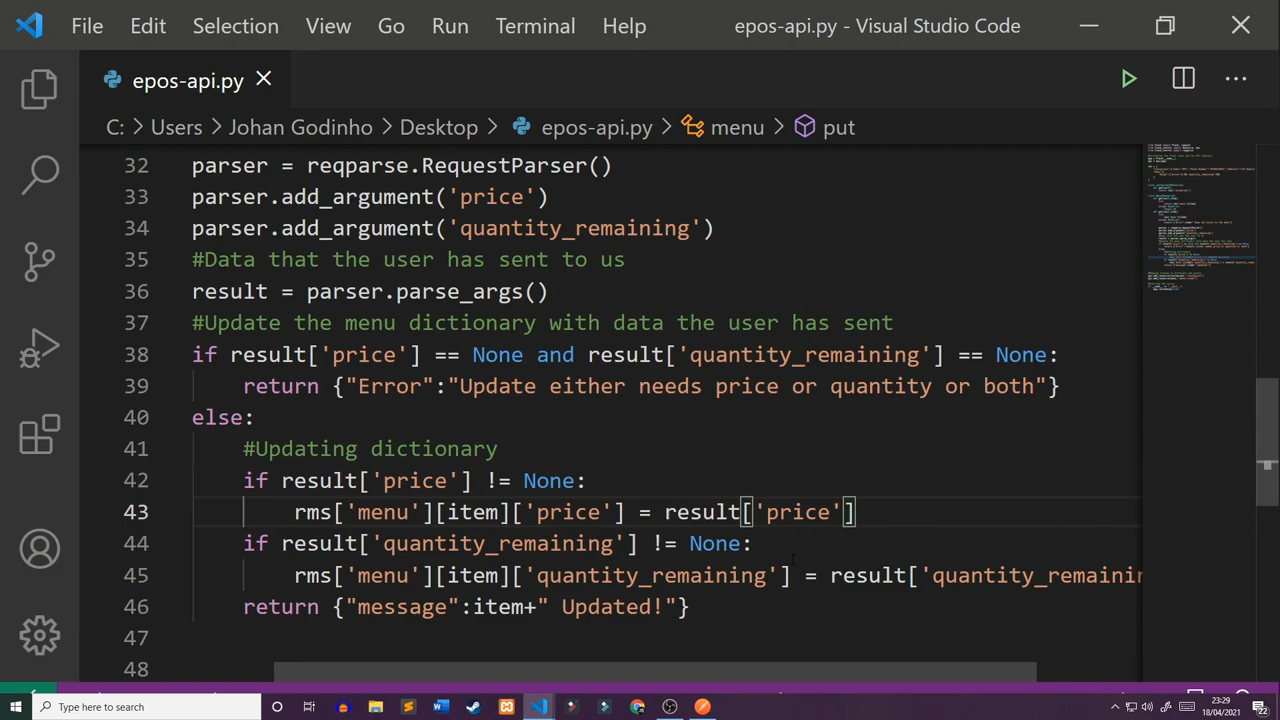 File Edit Selection View Go Run Terminal Help epos-api.py - Visual Studio Code
epos-api.py
C: > Users > Johan Godinho > Desktop > epos-api.py > menu > put
32 parser = reqparse.RequestParser()
33 parser.add_argument('price')
34 parser.add_argument('quantity_remaining')
35 #Data that the user has sent to us
36 result = parser.parse_args()
37 #Update the menu dictionary with data the user has sent
38 if result['price'] == None and result['quantity_remaining'] == None:
39 return {"Error":"Update either needs price or quantity or both"}
40 else:
41 #Updating dictionary
42 if result['price'] != None:
43 rms['menu'][item]['price'] = result['price']
44 if result['quantity_remaining'] != None:
45 rms['menu'][item]['quantity_remaining'] = result['quantity_remainin
46 return {"message":item+" Updated!"}
47
48
Type here to search
23:29
18/04/2021
22